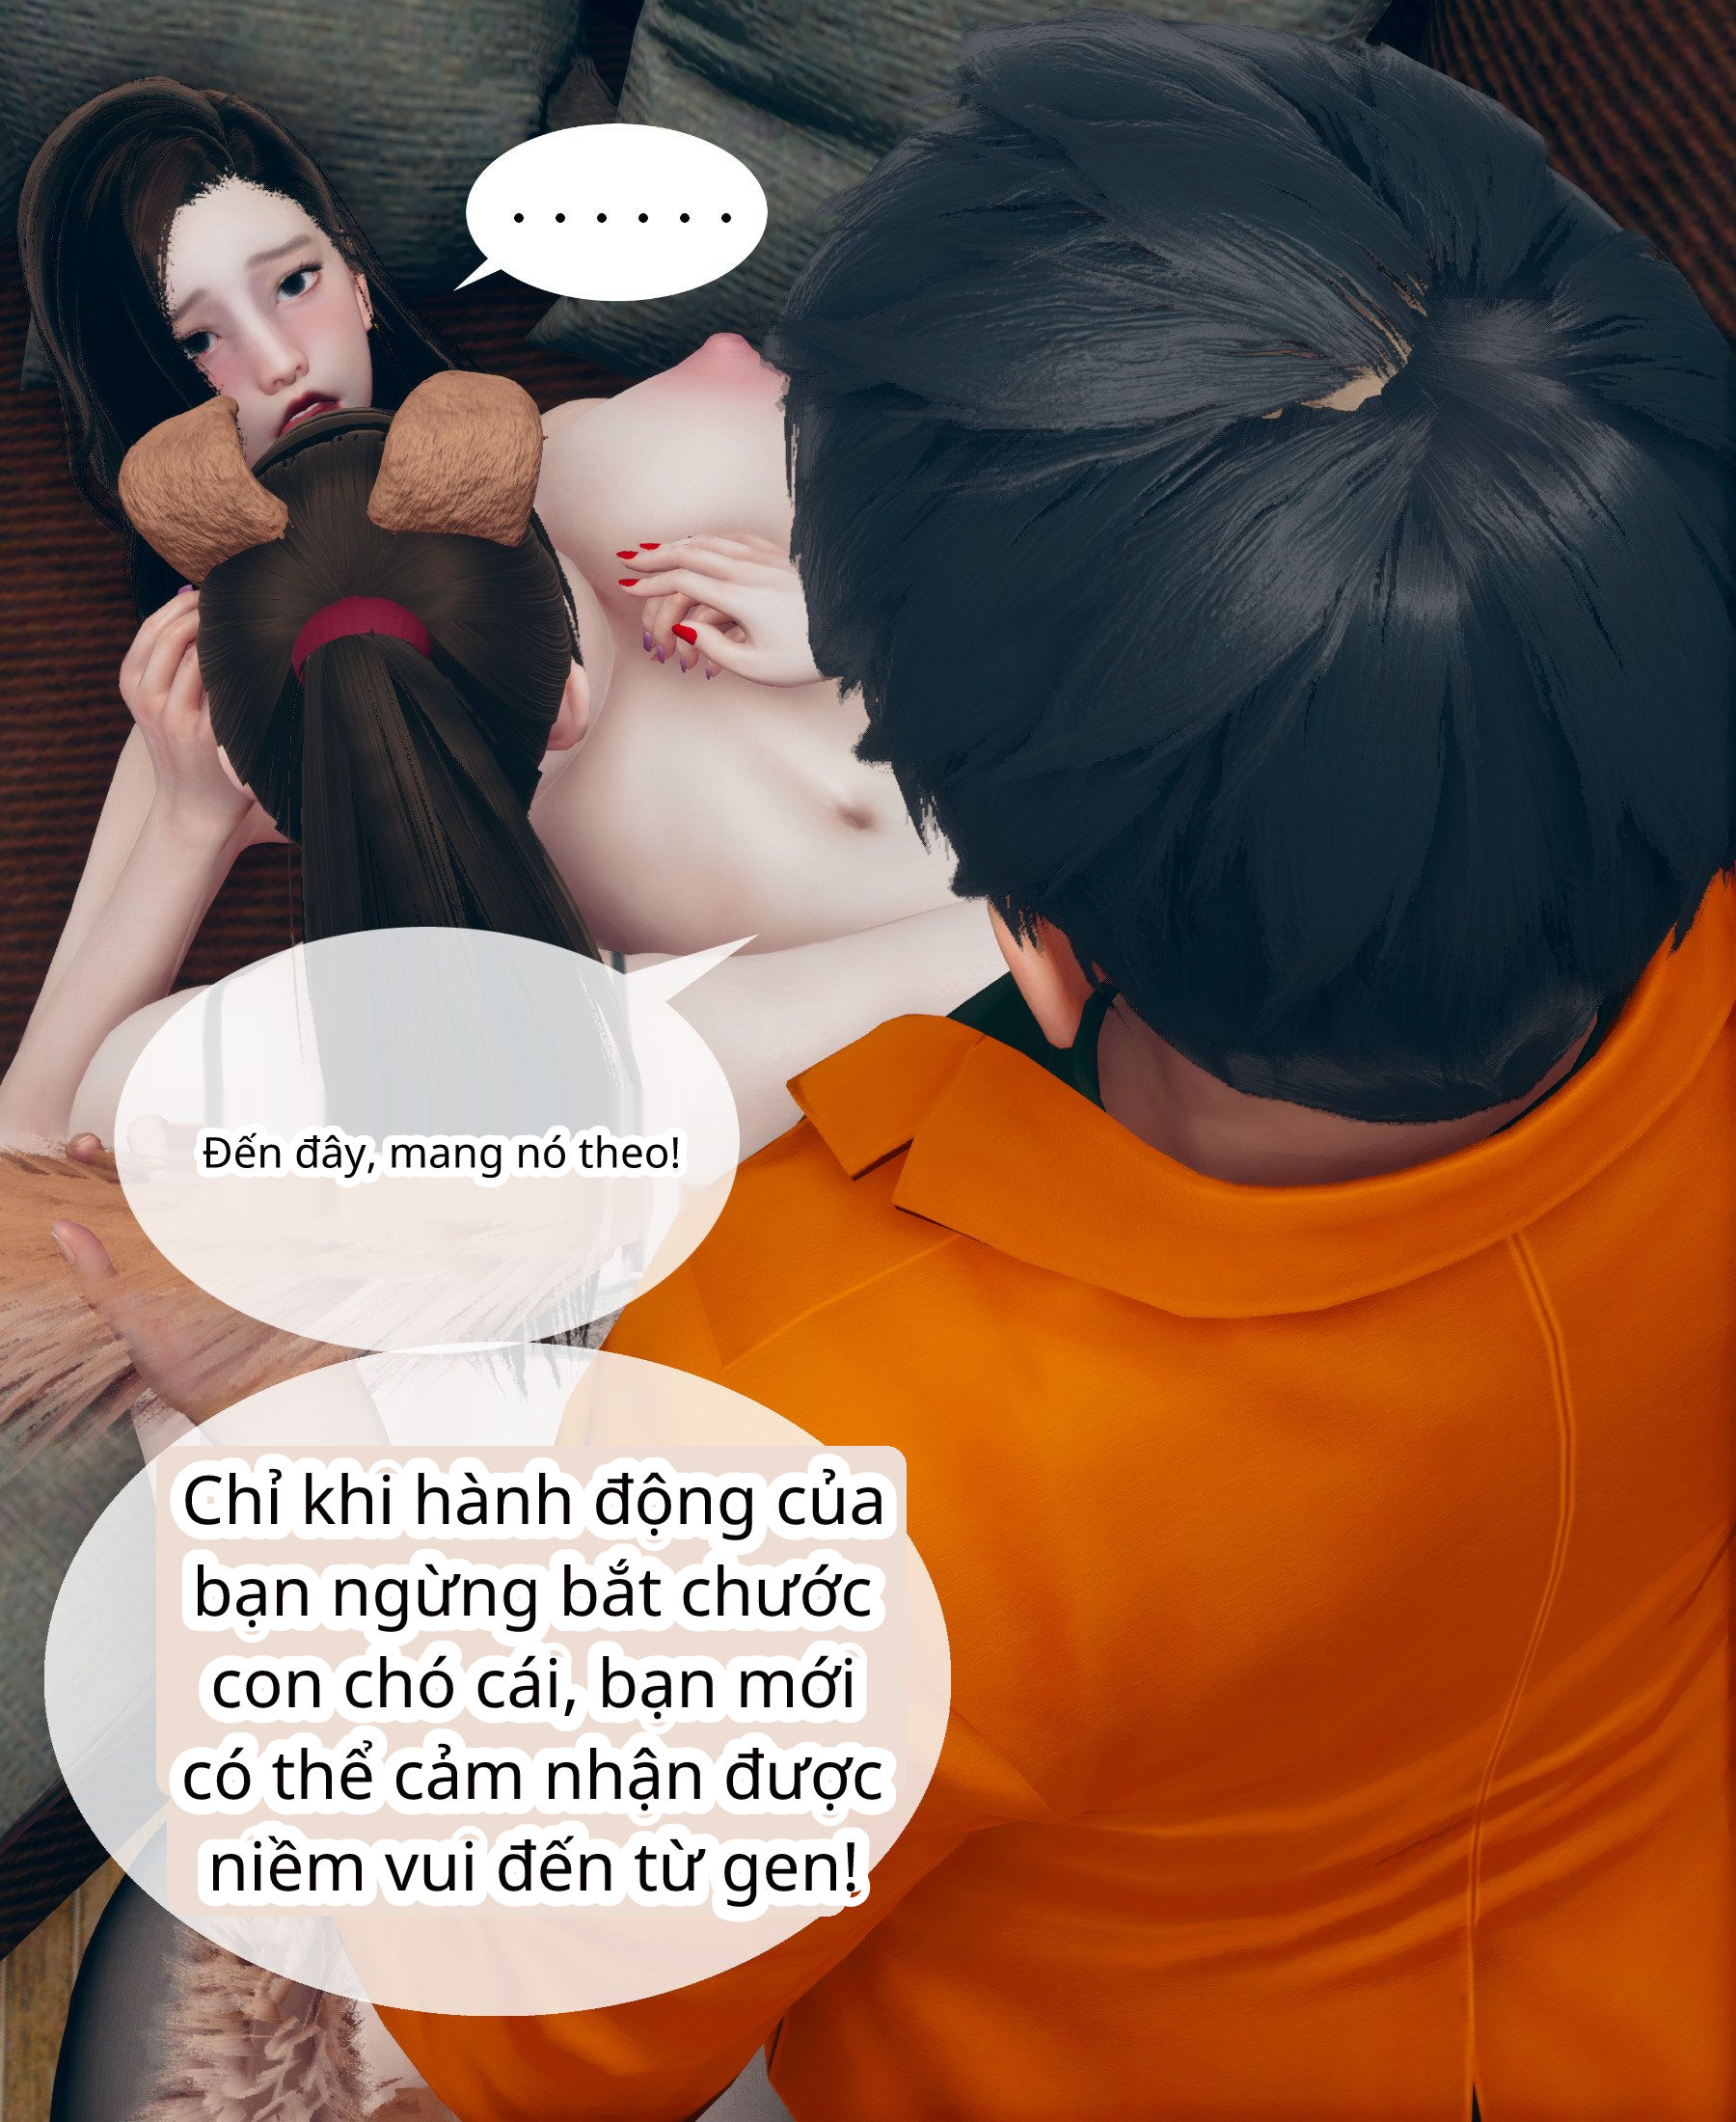 . . . . . .
Đến đây, mang nó theo!
Chỉ khi hành động của
bạn ngừng bắt chước
con chó cái, bạn mới
có thể cảm nhận được
niềm vui đến từ gen!